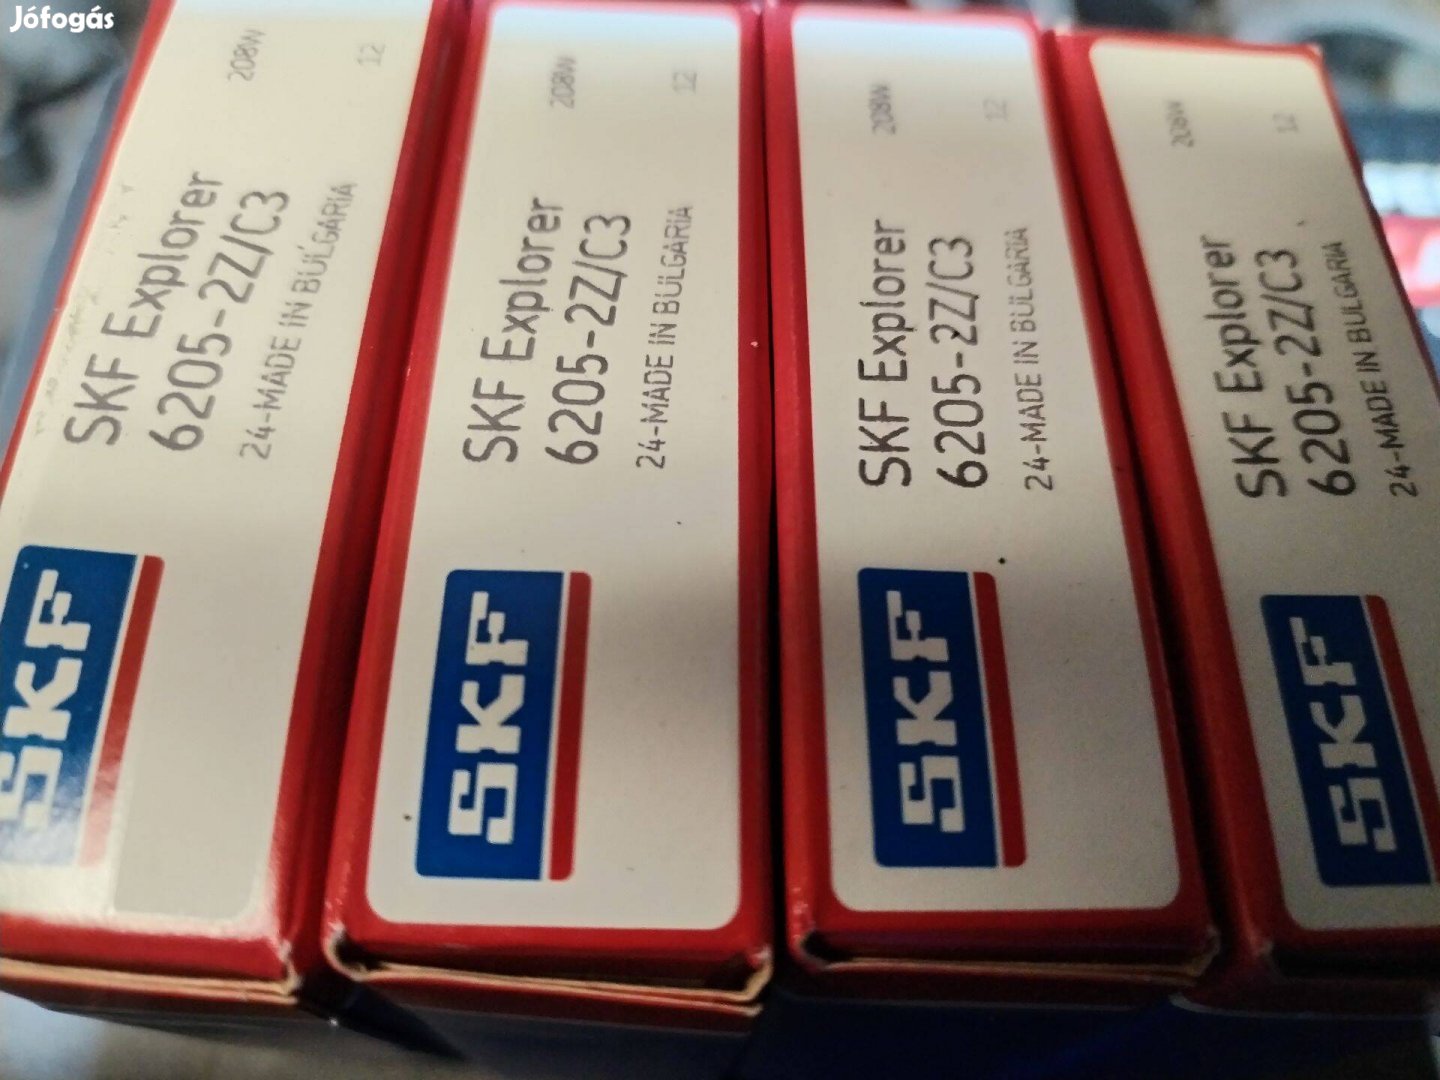 Jófogás
208W
12
SKF Explorer
6205-2Z/C3
24-MADE IN BULGARIA
SKF
208W
12
SKF Explorer
6205-2Z/C3
24-MADE IN BULGARIA
SKF
208W
12
SKF Explorer
6205-2Z/C3
24-MADE IN BULGARIA
SKF
208W
12
SKF Explorer
6205-2Z/C3
24-MADE IN BULGARIA
SKF